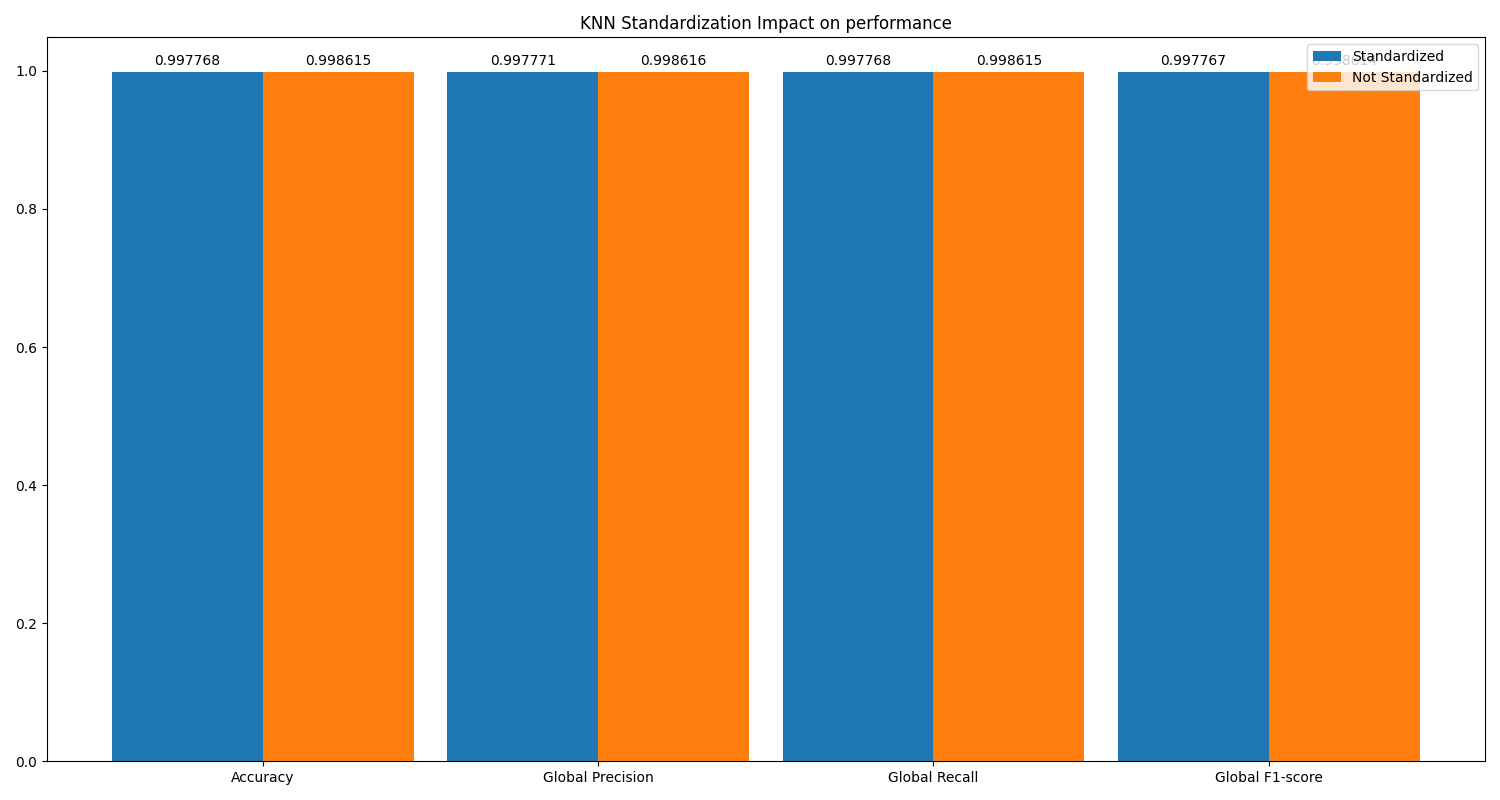 KNN Standardization Impact on performance
0.997768 0.998615 0.997771 0.998616 0.997768 0.998615 0.997767
Standardized
Not Standardized
1.0
0.8
0.6
0.4
0.2
0.0
Accuracy Global Precision Global Recall Global F1-score